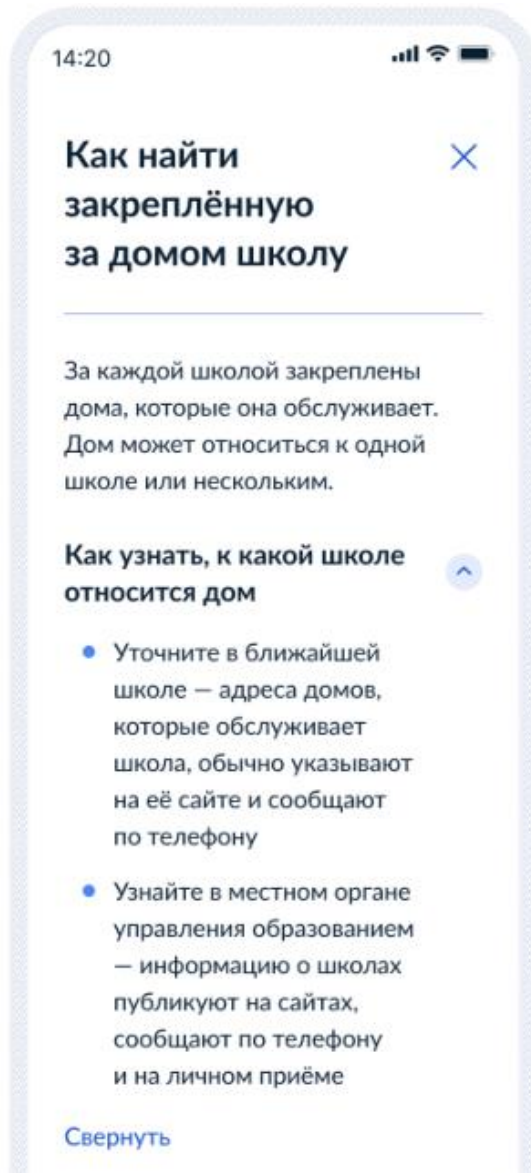 14:20
Как найти
закреплённую
за домом школу
За каждой школой закреплены
дома, которые она обслуживает.
Дом может относиться к одной
школе или нескольким.
Как узнать, к какой школе
относится дом
Уточните в ближайшей
школе — адреса домов,
которые обслуживает
школа, обычно указывают
на её сайте и сообщают
по телефону
Узнайте в местном органе
управления образованием
— информацию о школах
публикуют на сайтах,
сообщают по телефону
и на личном приёме
Свернуть